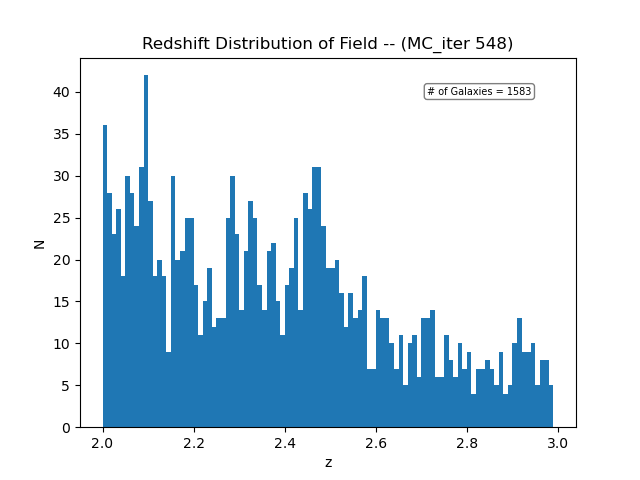 Redshift Distribution of Field -- (MC_iter 548)
# of Galaxies = 1583
40
35
30
25
20
15
10
5
0
N
2.0 2.2 2.4 2.6 2.8 3.0
z